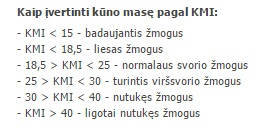 Kaip įvertinti kūno masę pagal KMI:
- KMI < 15 - badaujantis žmogus
- KMI < 18,5 - liesas žmogus
- 18,5 > KMI < 25 - normalaus svorio žmogus
- 25 > KMI < 30 - turintis viršsvorio žmogus
- 30 > KMI < 40 - nutukęs žmogus
- KMI > 40 - ligotai nutukęs žmogus